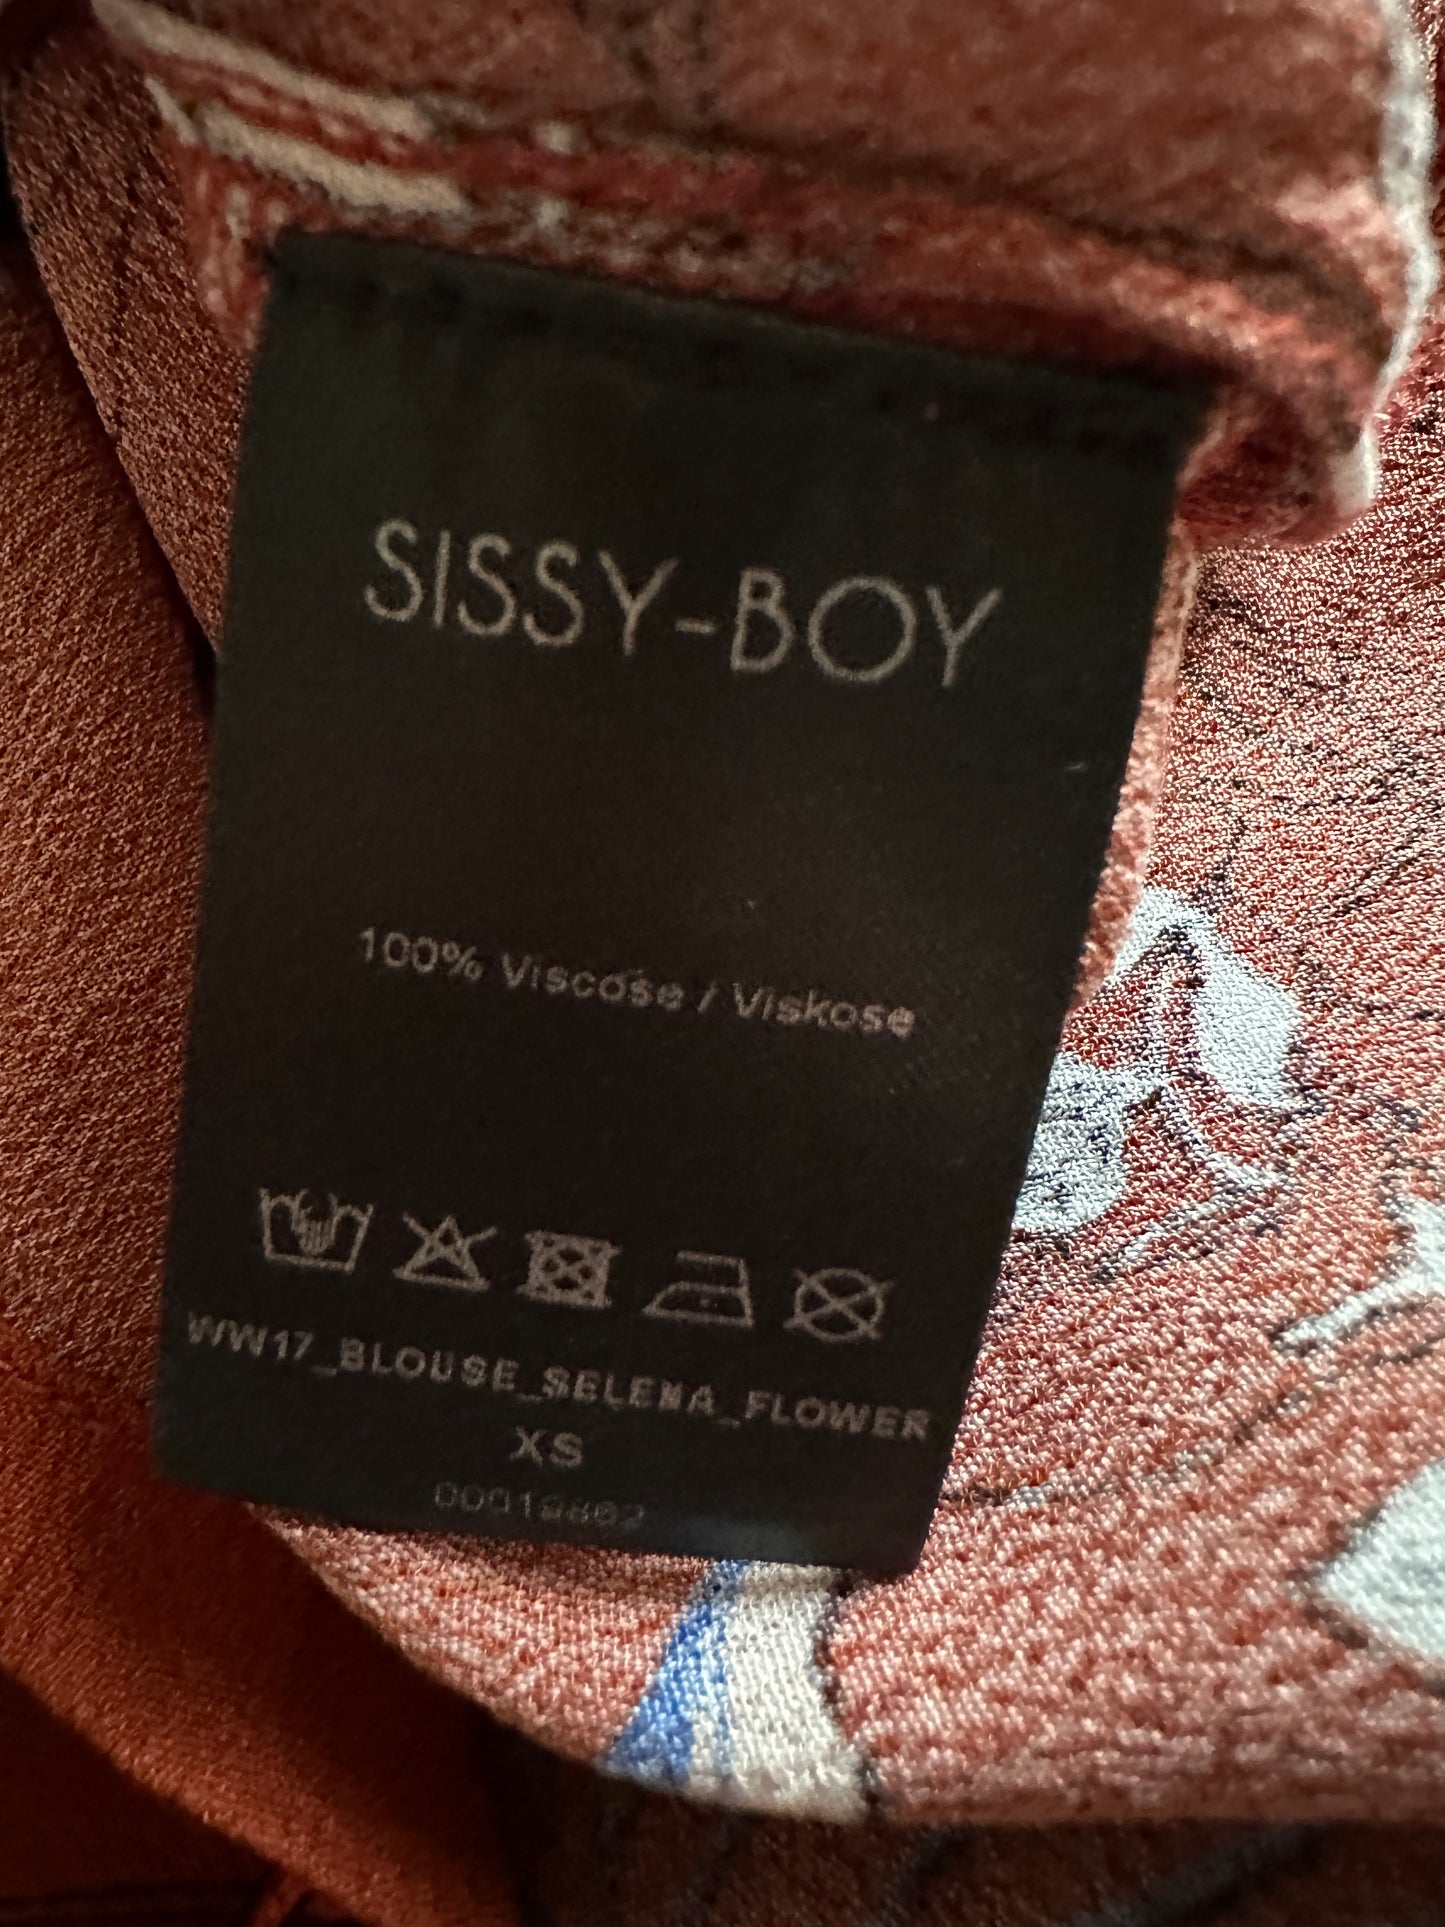 SISSY-BOY
100% Viscose / Viskose
WW17_BLOUSE_SELENA_FLOWER
XS